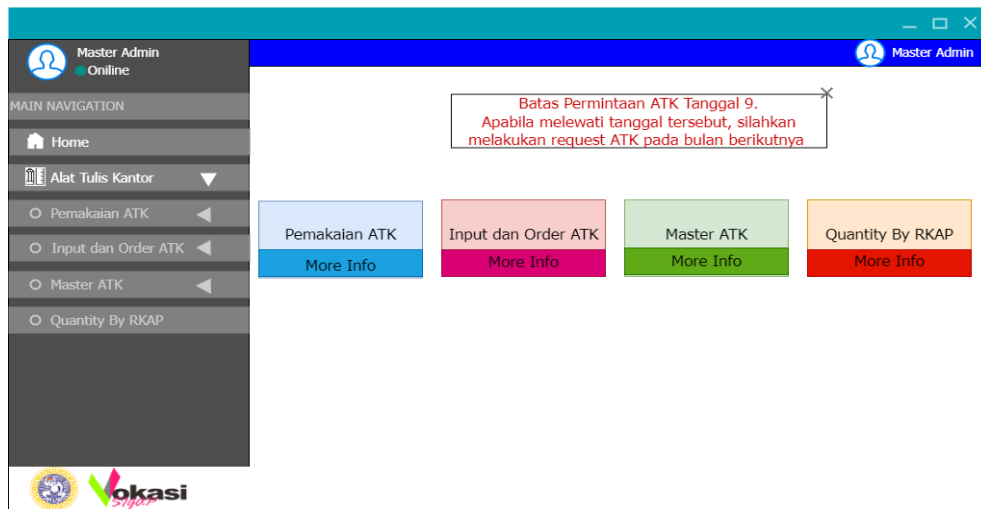 Master Admin
Oniline
Master Admin
MAIN NAVIGATION
Home
Alat Tulis Kantor
Pemakaian ATK
Input dan Order ATK
Master ATK
Quantity By RKAP
Batas Permintaan ATK Tanggal 9.
Apabila melewati tanggal tersebut, silahkan
melakukan request ATK pada bulan berikutnya
Pemakaian ATK
More Info
Input dan Order ATK
More Info
Master ATK
More Info
Quantity By RKAP
More Info
Vokasi